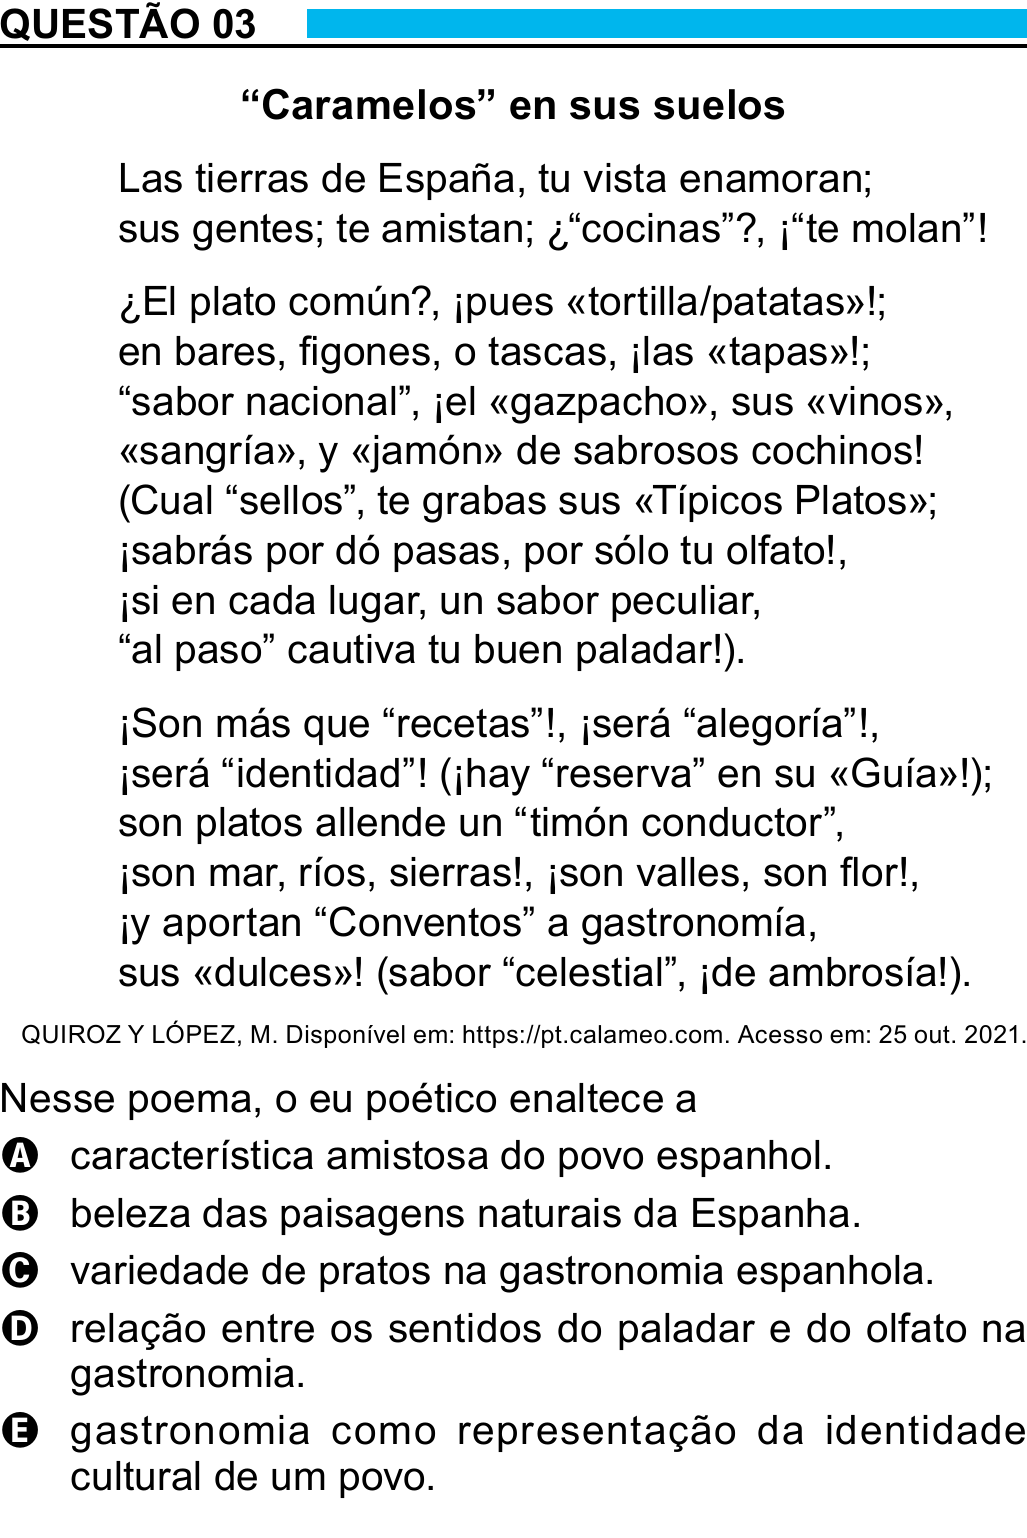 QUESTÃO 03
“Caramelos” en sus suelos
Las tierras de España, tu vista enamoran;
sus gentes; te amistan; ¿“cocinas”?, ¡“te molan”!
¿El plato común?, ¡pues «tortilla/patatas»!;
en bares, figones, o tascas, ¡las «tapas»!;
“sabor nacional”, ¡el «gazpacho», sus «vinos»,
«sangría», y «jamón» de sabrosos cochinos!
(Cual “sellos”, te grabas sus «Típicos Platos»;
¡sabrás por dó pasas, por sólo tu olfato!,
¡si en cada lugar, un sabor peculiar,
“al paso” cautiva tu buen paladar!).
¡Son más que “recetas”!, ¡será “alegoría”!,
¡será “identidad”! (¡hay “reserva” en su «Guía»!);
son platos allende un “timón conductor”,
¡son mar, ríos, sierras!, ¡son valles, son flor!,
¡y aportan “Conventos” a gastronomía,
sus «dulces»! (sabor “celestial”, ¡de ambrosía!).
QUIROZ Y LÓPEZ, M. Disponível em: https://pt.calameo.com. Acesso em: 25 out. 2021.
Nesse poema, o eu poético enaltece a
A característica amistosa do povo espanhol.
B beleza das paisagens naturais da Espanha.
C variedade de pratos na gastronomia espanhola.
D relação entre os sentidos do paladar e do olfato na
gastronomia.
E gastronomia como representação da identidade
cultural de um povo.